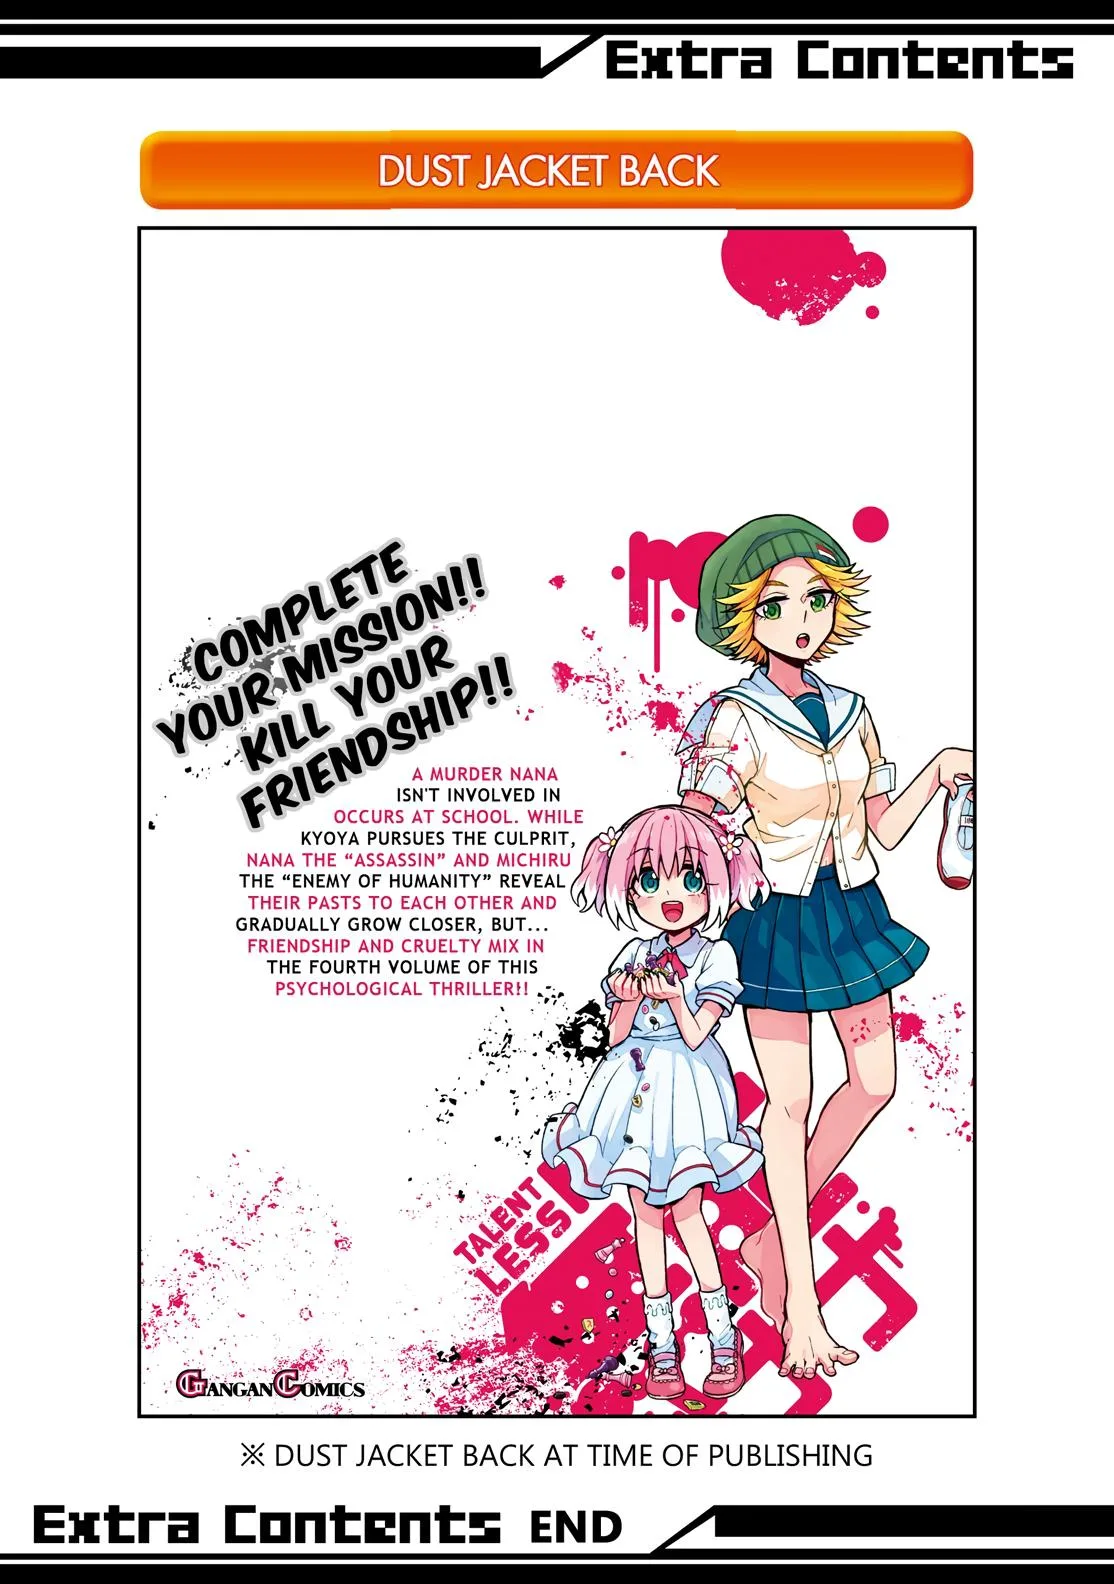 Extra Contents
DUST JACKET BACK
COMPLETE
YOUR MISSION!!
KILL YOUR
FRIENDSHIP!!
A MURDER NANA
ISN'T INVOLVED IN
OCCURS AT SCHOOL. WHILE
KYOYA PURSUES THE CULPRIT,
NANA THE “ASSASSIN” AND MICHIRU
THE “ENEMY OF HUMANITY” REVEAL
THEIR PASTS TO EACH OTHER AND
GRADUALLY GROW CLOSER, BUT...
FRIENDSHIP AND CRUELTY MIX IN
THE FOURTH VOLUME OF THIS
PSYCHOLOGICAL THRILLER!!
TALENT
LESS
GANGAN COMICS
※ DUST JACKET BACK AT TIME OF PUBLISHING
Extra Contents END